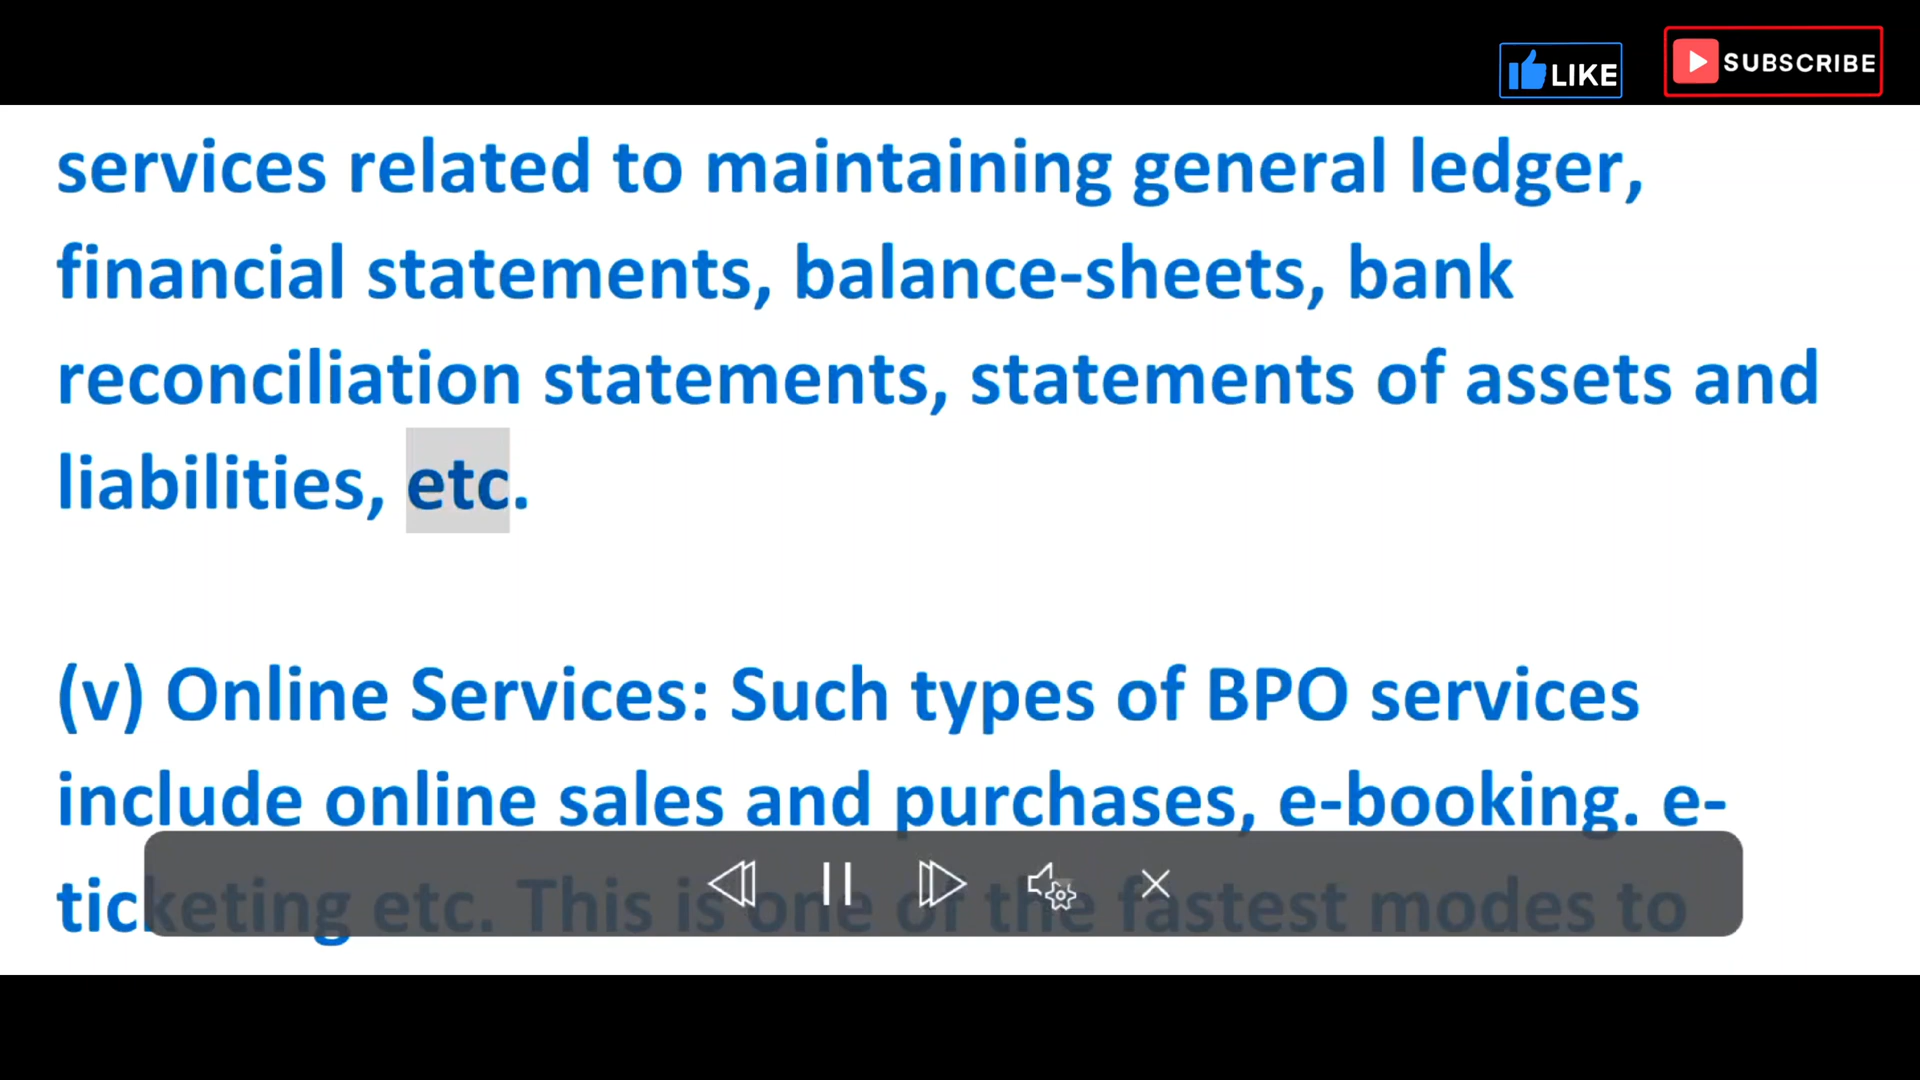 LIKE
SUBSCRIBE
services related to maintaining general ledger,
financial statements, balance-sheets, bank
reconciliation statements, statements of assets and
liabilities, etc.
(v) Online Services: Such types of BPO services
include online sales and purchases, e-booking. e-
ticketing etc. This is one of the fastest modes to